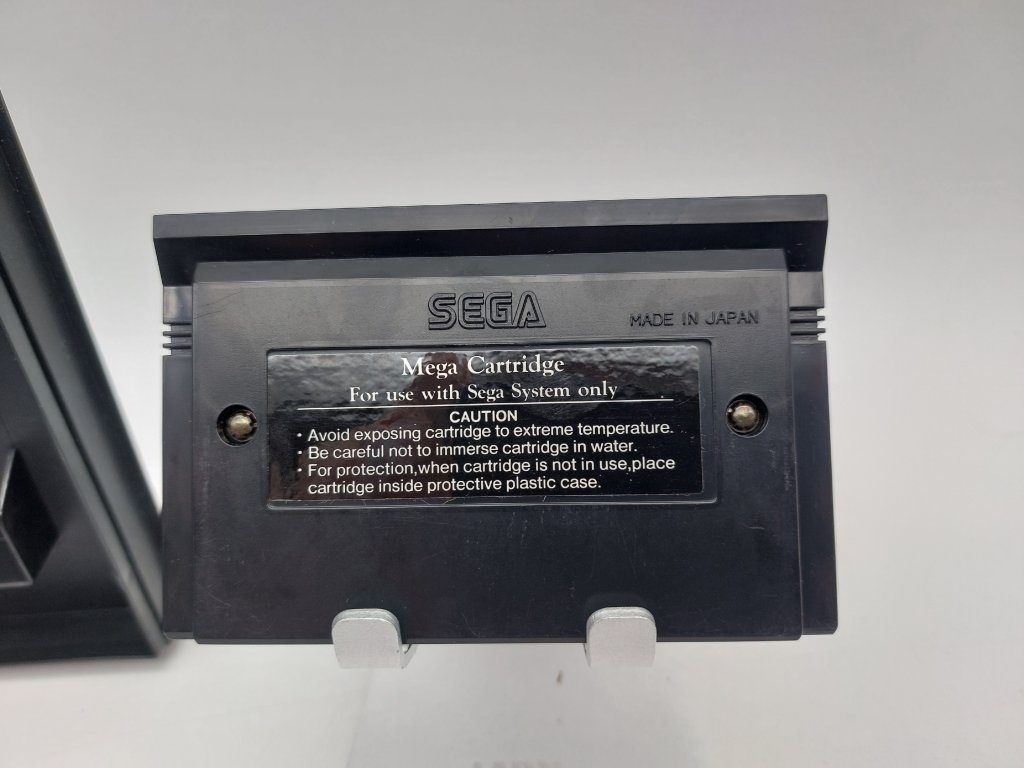 SEGA
MADE IN JAPAN
Mega Cartridge
For use with Sega System only
CAUTION
· Avoid exposing cartridge to extreme temperature.
· Be careful not to immerse cartridge in water.
· For protection,when cartridge is not in use,place
cartridge inside protective plastic case.